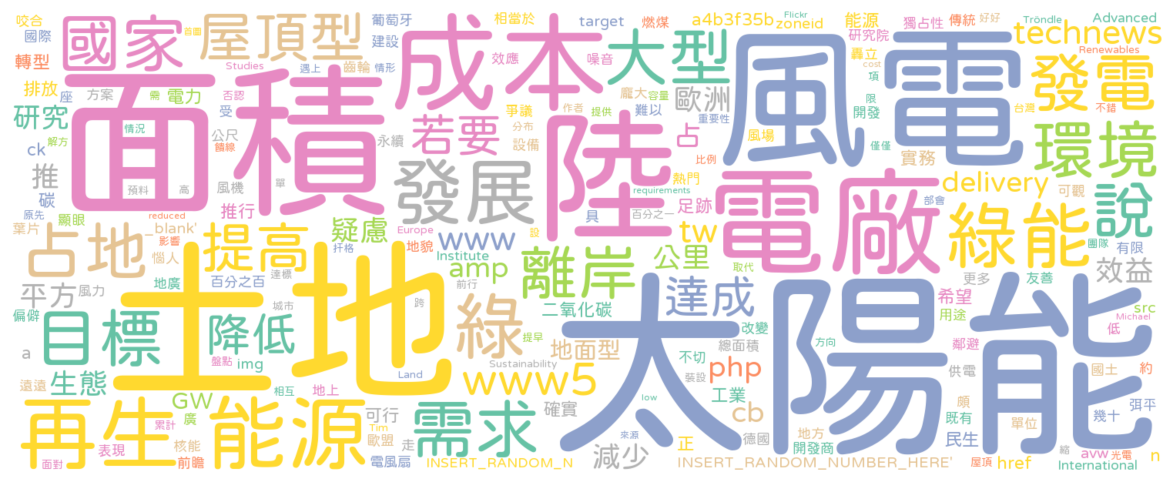 咬合 國家 屋頂型 葡萄牙 相當於 target 燃煤 a4b3f35b Flickr 能源 獨占性 傳統 好好 Tröndle Advanced
國際 建設 成本 大型 zoneid 研究院 technews
轉型 Studies 遇上 齒輪 情形 效應 噪音 風電 轟立 cost Renewables
排放 座 方案 需 電力 否認 面積 龐大 容量 歐洲 項 發電
研究 情況 受 若要 爭議 作者 提供 難以 重要性 限 開發 台灣 不錯
解方 公尺 饋線 永續 設備 分布 陸 占 風場 僅僅 環境
ck 推 預料 高 風機 單 發展 熱門 比例 實務
碳 requirements 電廠 delivery 可觀 說
原先 顯眼 reduced 推行 疑慮 具 百分之一 足跡 部會 綠能
葉片 _blank' 影響 提高 Europe 地貌 www 設 tw 團隊 有限
占地 惱人 扞格 Institute 離岸 公里 取代 效益
平方 風力 地廣 百分之百 達標 跨 前行 amp 達成 更多 友善
偏僻 目標 土地 城市 降低 綠 提早 二氧化碳 太陽能 希望 src
a 盤點 地面型 改變 方向 用途 低 Michael
遠遠 生態 img 相互 Land Sustainability 不切 總面積 鄰避 供電 國土 約
GW 地上 www5 裝設 php 工業 頗 幾十
再生能源 廣 可行 需求 確實 cb 既有 單位 弭平
表現 累計 核能 Tim 歐盟 走 low 來源 減少 正 德國 地方 開發商 民生 縮
面對 前瞻 電風扇 INSERT_RANDOM_N INSERT_RANDOM_NUMBER_HERE' 屋頂 href International avw 光電 n